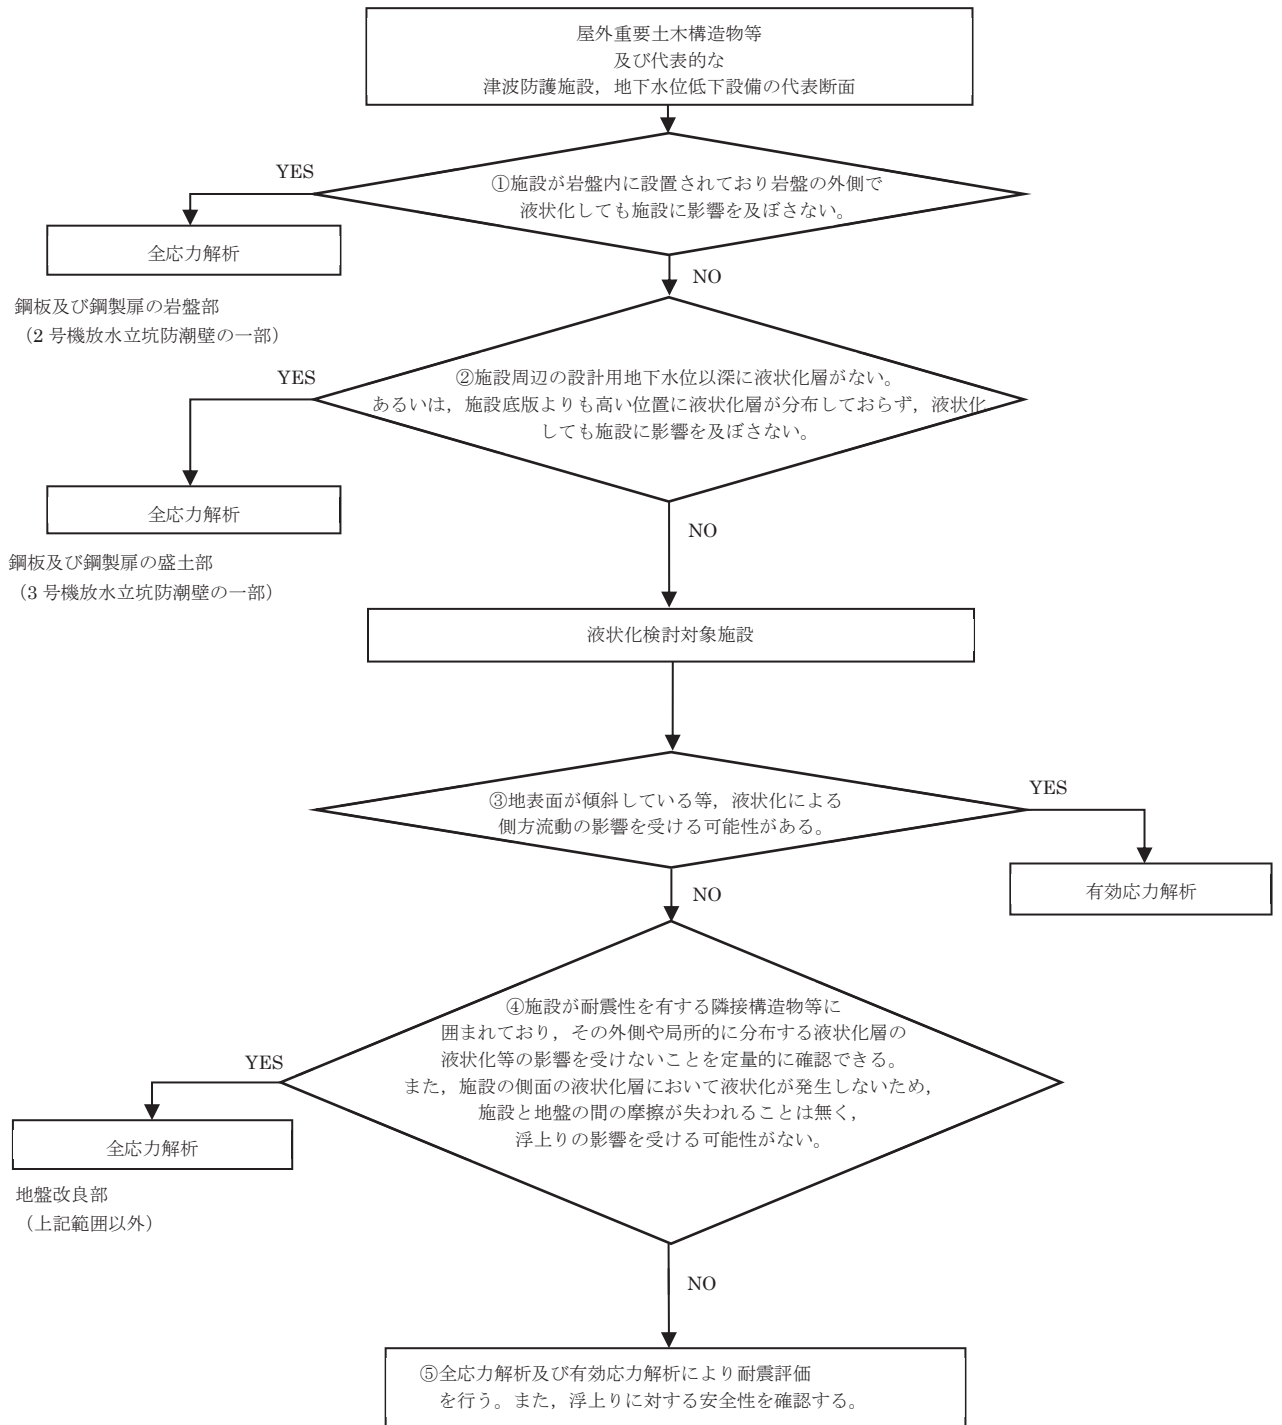 屋外重要土木構造物等
及び代表的な
津波防護施設，地下水位低下設備の代表断面
YES
①施設が岩盤内に設置されており岩盤の外側で
液状化しても施設に影響を及ぼさない。
全応力解析
NO
鋼板及び鋼製扉の岩盤部
（2 号機放水立坑防潮壁の一部）
YES
②施設周辺の設計用地下水位以深に液状化層がない。
あるいは，施設底版よりも高い位置に液状化層が分布しておらず，液状化
しても施設に影響を及ぼさない。
全応力解析
NO
鋼板及び鋼製扉の盛土部
（3 号機放水立坑防潮壁の一部）
液状化検討対象施設
③地表面が傾斜している等，液状化による
側方流動の影響を受ける可能性がある。
YES
有効応力解析
NO
④施設が耐震性を有する隣接構造物等に
囲まれており，その外側や局所的に分布する液状化層の
液状化等の影響を受けないことを定量的に確認できる。
また，施設の側面の液状化層において液状化が発生しないため，
施設と地盤の間の摩擦が失われることは無く，
浮上りの影響を受ける可能性がない。
YES
全応力解析
地盤改良部
（上記範囲以外）
NO
⑤全応力解析及び有効応力解析により耐震評価
を行う。また，浮上りに対する安全性を確認する。